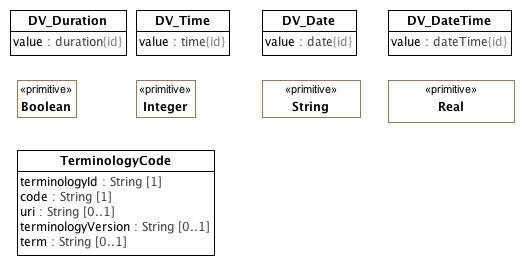 DV_Duration
value : duration{id}
DV_Time
value : time{id}
DV_Date
value : date{id}
DV_DateTime
value : dateTime{id}
«primitive»
Boolean
«primitive»
Integer
«primitive»
String
«primitive»
Real
TerminologyCode
terminologyId : String [1]
code : String [1]
uri : String [0..1]
terminologyVersion : String [0..1]
term : String [0..1]